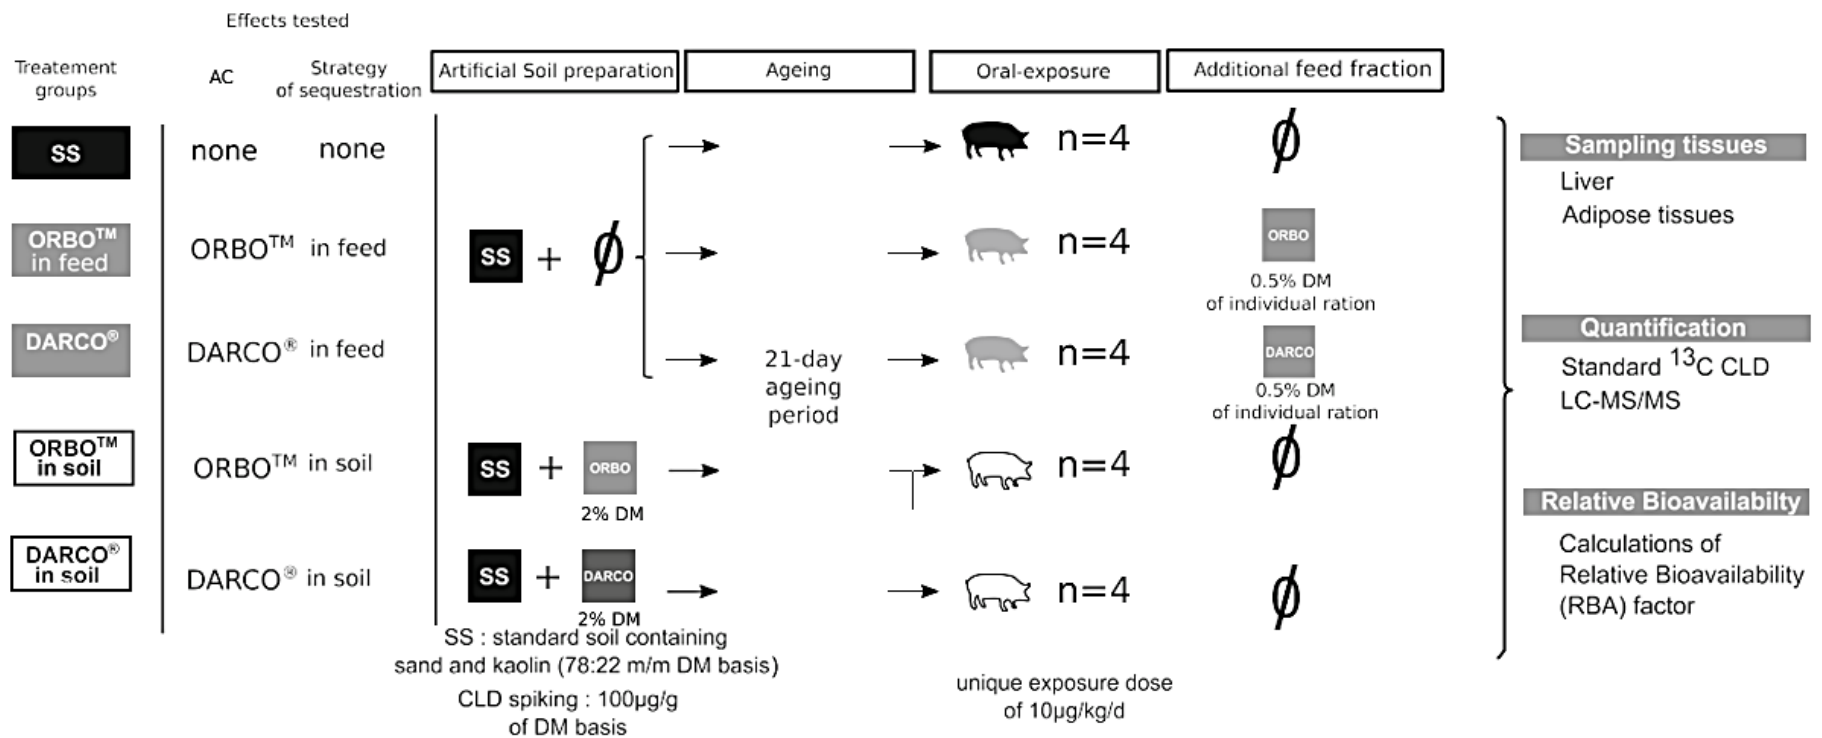 Effects tested
Treatement
groups
AC
Strategy
of sequestration
Artificial Soil preparation
Ageing
Oral-exposure
Additional feed fraction
SS
none
none
n=4
Ø
ORBO™
in feed
ORBO™
in feed
SS + Ø
n=4
ORBO
0.5% DM
of individual ration
DARCO®
DARCO®
in feed
21-day
ageing
period
n=4
DARCO
0.5% DM
of individual ration
ORBO™
in soil
ORBO™
in soil
SS + ORBO
2% DM
n=4
Ø
DARCO®
in soil
DARCO®
in soil
SS + DARCO
2% DM
n=4
Ø
SS : standard soil containing
sand and kaolin (78:22 m/m DM basis)
CLD spiking : 100µg/g
of DM basis
unique exposure dose
of 10µg/kg/d
Sampling tissues
Liver
Adipose tissues
Quantification
Standard ¹³C CLD
LC-MS/MS
Relative Bioavailabilty
Calculations of
Relative Bioavailability
(RBA) factor